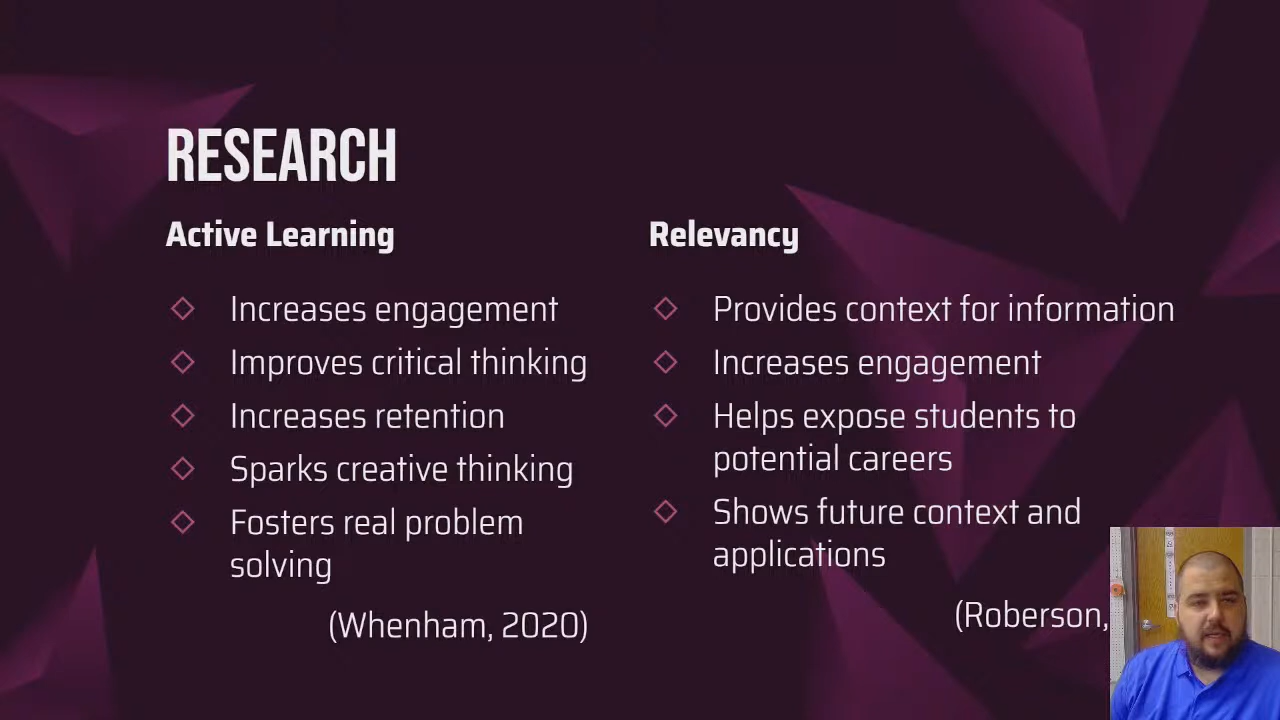 RESEARCH
Active Learning
Increases engagement
Improves critical thinking
Increases retention
Sparks creative thinking
Fosters real problem
solving
(Whenham, 2020)
Relevancy
Provides context for information
Increases engagement
Helps expose students to
potential careers
Shows future context and
applications
(Roberson,